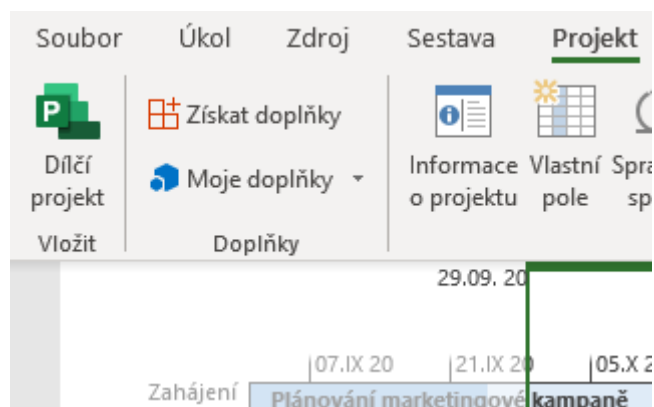 Soubor Úkol Zdroj Sestava Projekt
Získat doplňky
Moje doplňky
Dílčí projekt
Informace o projektu
Vlastní pole
Vložit
Doplňky
29.09. 20
07.IX 20 21.IX 20 05.X
Zahájení
Plánování marketingové kampaně